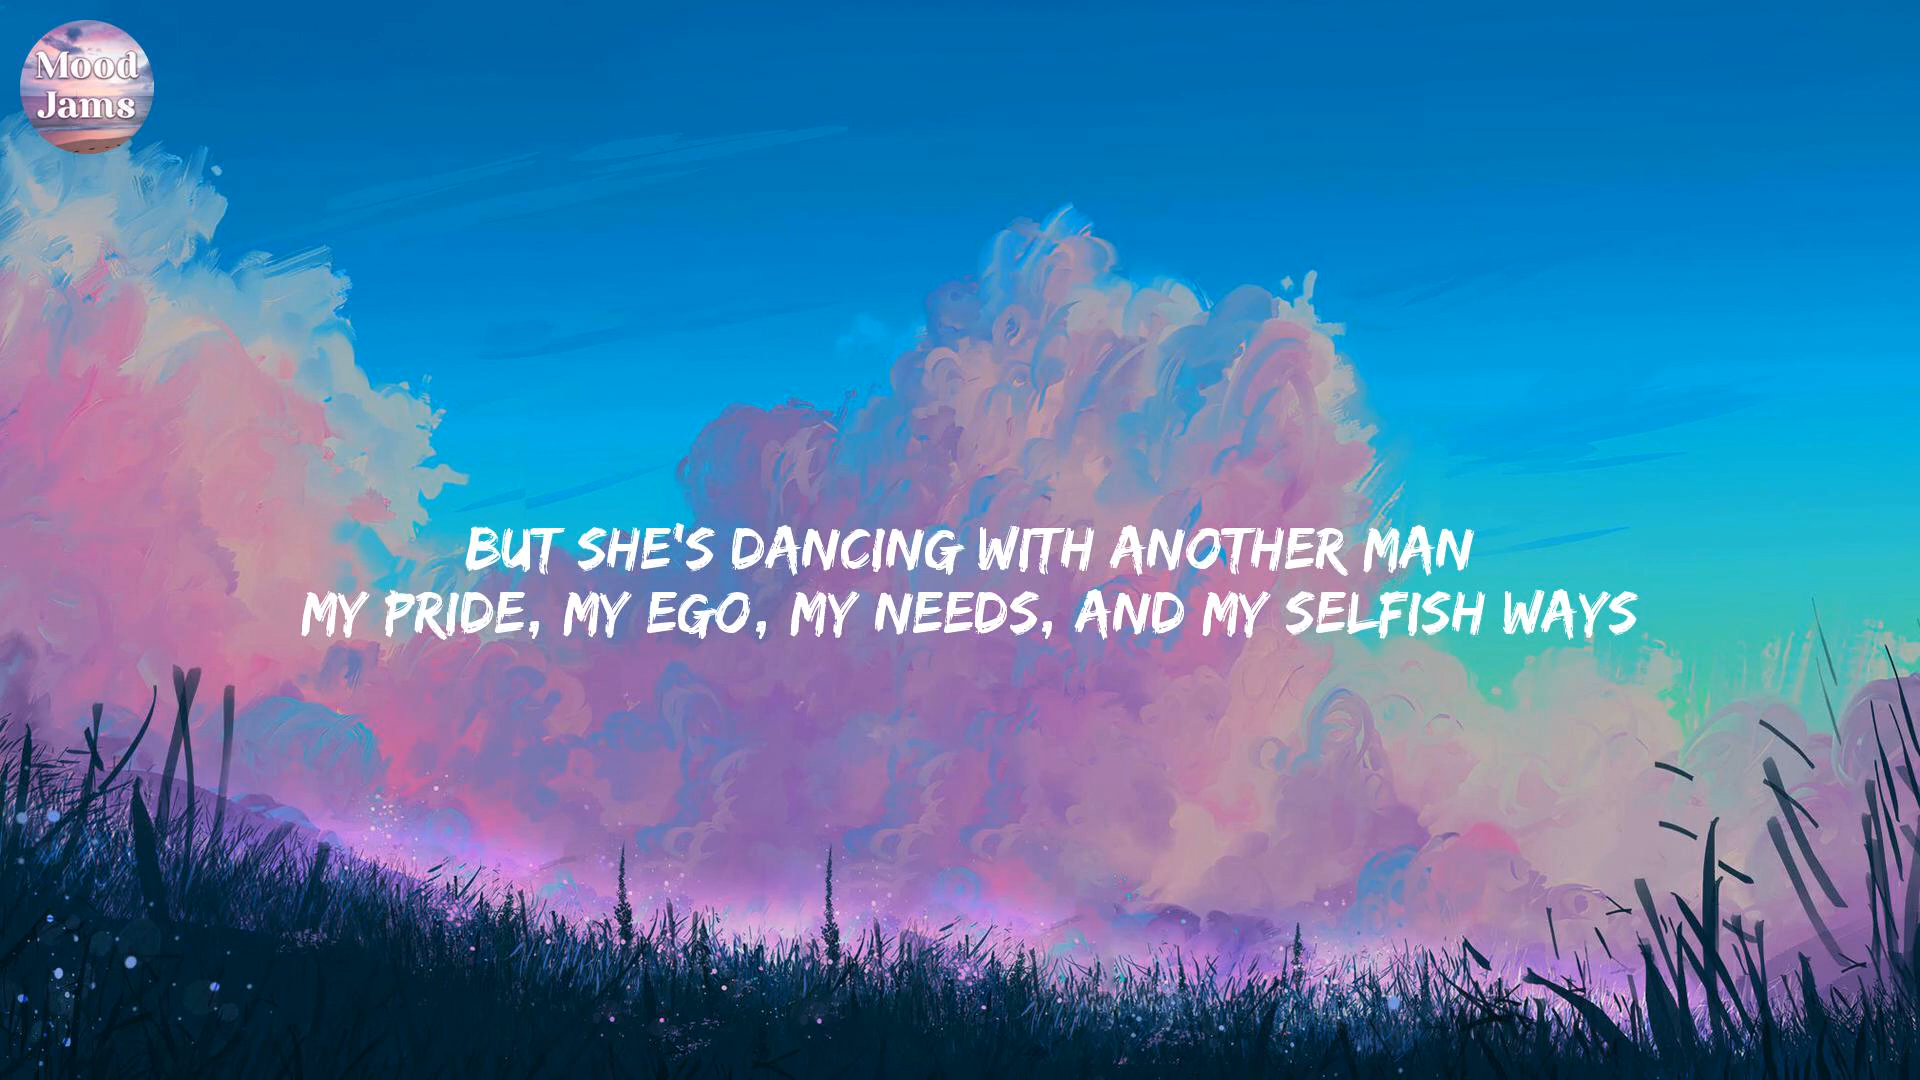 Mood
Jams
BUT SHE'S DANCING WITH ANOTHER MAN
MY PRIDE, MY EGO, MY NEEDS, AND MY SELFISH WAYS